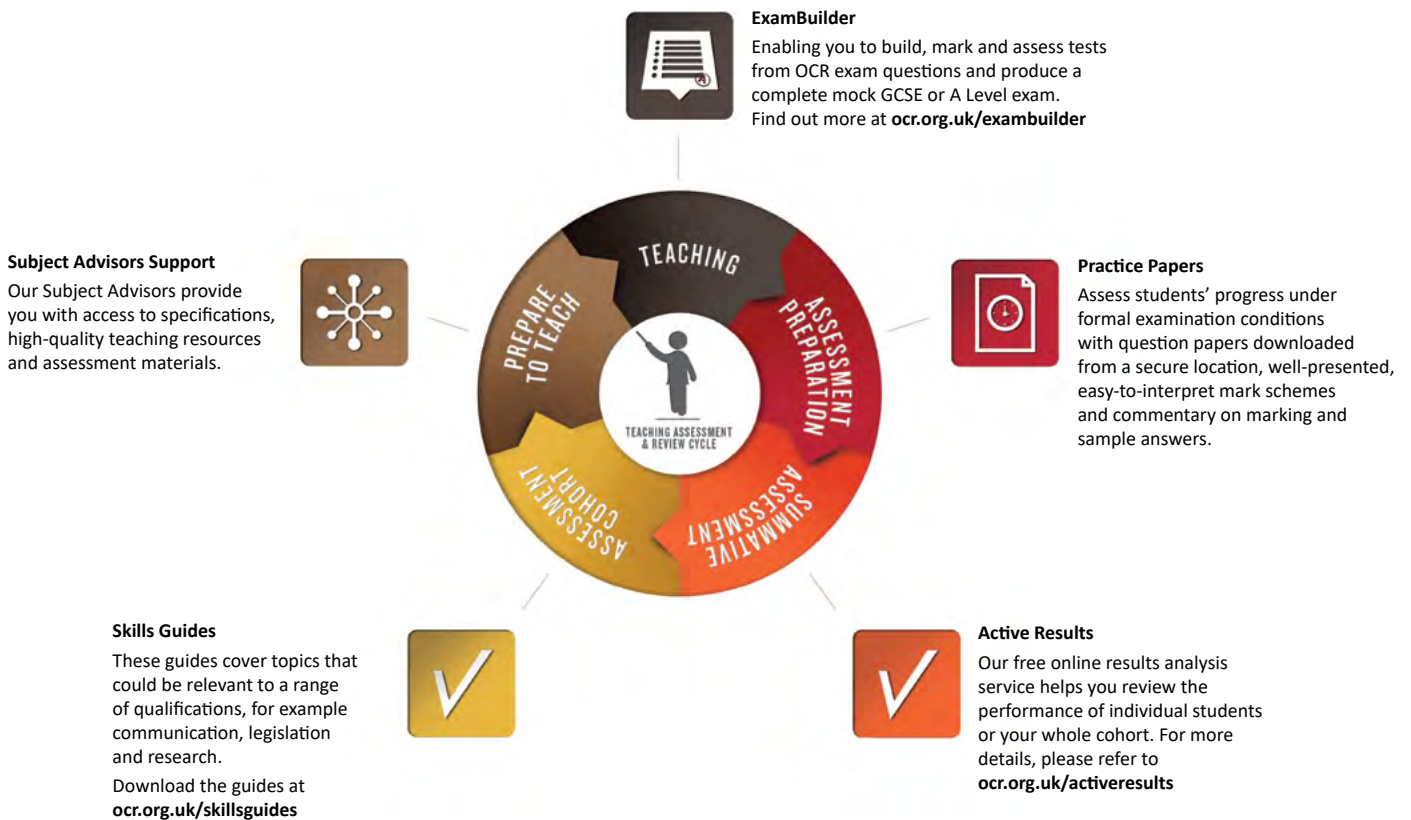 ExamBuilder
Enabling you to build, mark and assess tests
from OCR exam questions and produce a
complete mock GCSE or A Level exam.
Find out more at ocr.org.uk/exambuilder
Subject Advisors Support
Our Subject Advisors provide
you with access to specifications,
high-quality teaching resources
and assessment materials.
TEACHING
PREPARE
TO TEACH
ASSESSMENT
PREPARATION
TEACHING ASSESSMENT
& REVIEW CYCLE
ASSESSMENT
COHORT
SUMMATIVE
ASSESSMENT
Practice Papers
Assess students’ progress under
formal examination conditions
with question papers downloaded
from a secure location, well-presented,
easy-to-interpret mark schemes
and commentary on marking and
sample answers.
Skills Guides
These guides cover topics that
could be relevant to a range
of qualifications, for example
communication, legislation
and research.
Download the guides at
ocr.org.uk/skillsguides
Active Results
Our free online results analysis
service helps you review the
performance of individual students
or your whole cohort. For more
details, please refer to
ocr.org.uk/activeresults